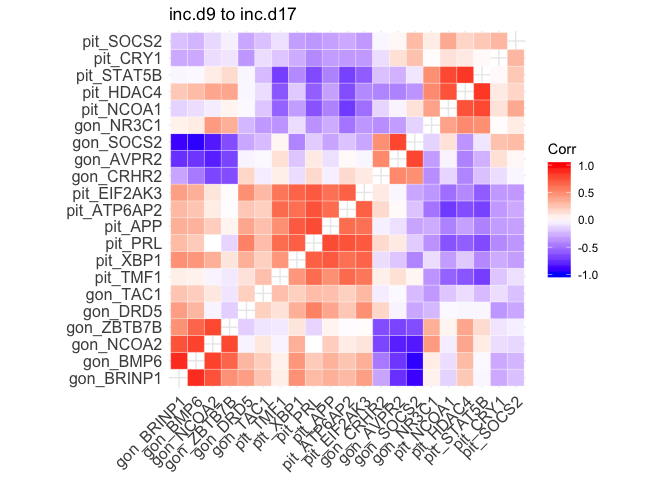 inc.d9 to inc.d17
pit_SOCS2
pit_CRY1
pit_STAT5B
pit_HDAC4
pit_NCOA1
gon_NR3C1
gon_SOCS2
gon_AVPR2
gon_CRHR2
pit_EIF2AK3
pit_ATP6AP2
pit_APP
pit_PRL
pit_XBP1
pit_TMF1
gon_TAC1
gon_DRD5
gon_ZBTB7B
gon_NCOA2
gon_BMP6
gon_BRINP1
gon_BRINP1
gon_BMP6
gon_NCOA2
gon_ZBTB7B
gon_DRD5
gon_TAC1
pit_TMF1
pit_XBP1
pit_PRL
pit_APP
pit_ATP6AP2
pit_EIF2AK3
gon_CRHR2
gon_AVPR2
gon_SOCS2
gon_NR3C1
pit_NCOA1
pit_HDAC4
pit_STAT5B
pit_CRY1
pit_SOCS2
Corr
1.0
0.5
0.0
-0.5
-1.0